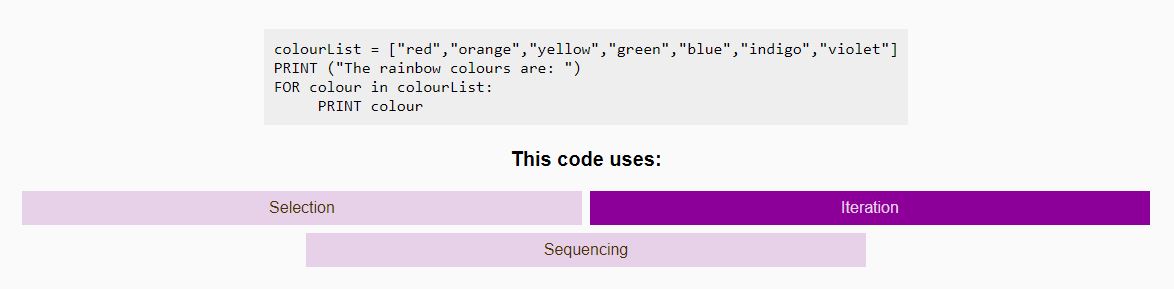 colourList = ["red","orange","yellow","green","blue","indigo","violet"]
PRINT ("The rainbow colours are: ")
FOR colour in colourList:
     PRINT colour
This code uses:
Selection
Iteration
Sequencing